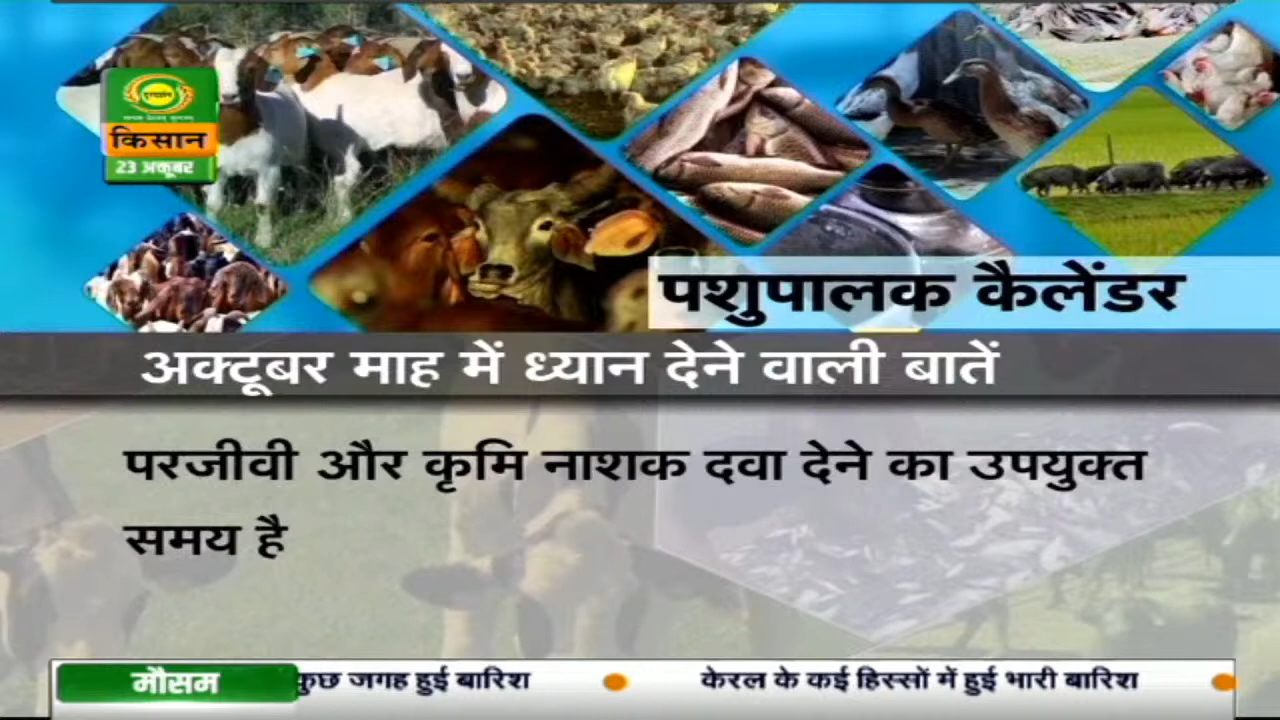 किसान
23 अक्तूबर
पशुपालक कैलेंडर
अक्टूबर माह में ध्यान देने वाली बातें
परजीवी और कृमि नाशक दवा देने का उपयुक्त
समय है
मौसम कुछ जगह हुई बारिश केरल के कई हिस्सों में हुई भारी बारिश